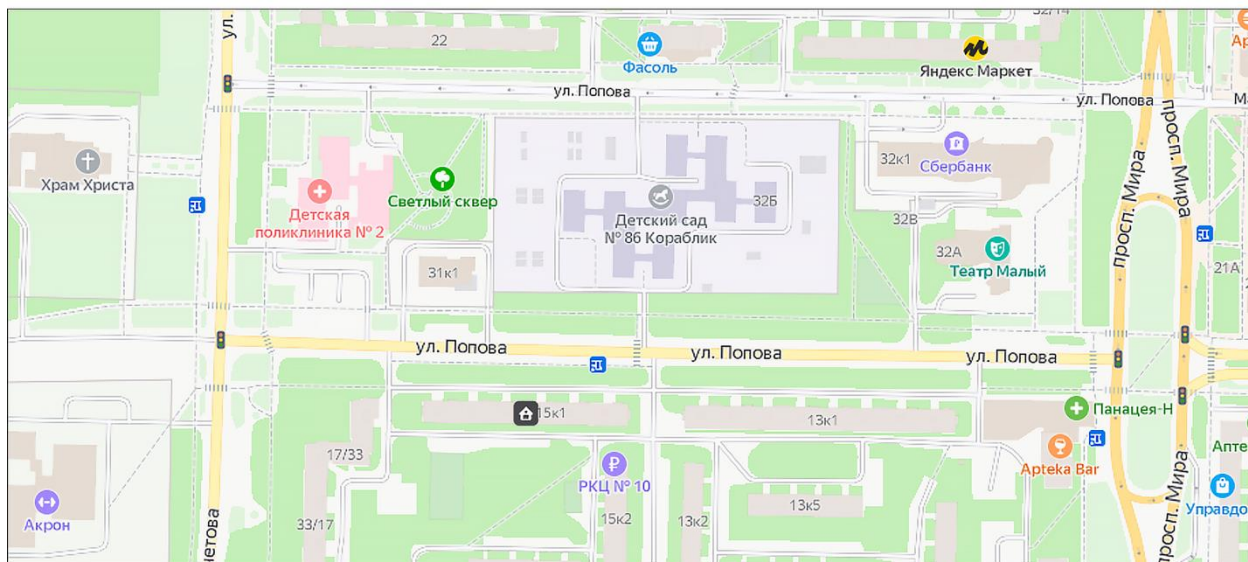 ул.
22
32/14
Фасоль
Яндекс Маркет
ул. Попова
ул. Попова
просп. Мира
Храм Христа
32к1
Сбербанк
Светлый сквер
Детская
поликлиника № 2
32Б
Детский сад
№ 86 Кораблик
32В
просп. Мира
32А
Театр Малый
31к1
21А
ул. Попова
ул. Попова
ул. Попова
15к1
13к1
Панацея-Н
17/33
Apteka Bar
Апте
РКЦ № 10
Акрон
33/17
15к2
13к2
13к5
Управдо
нетова
просп. Мира